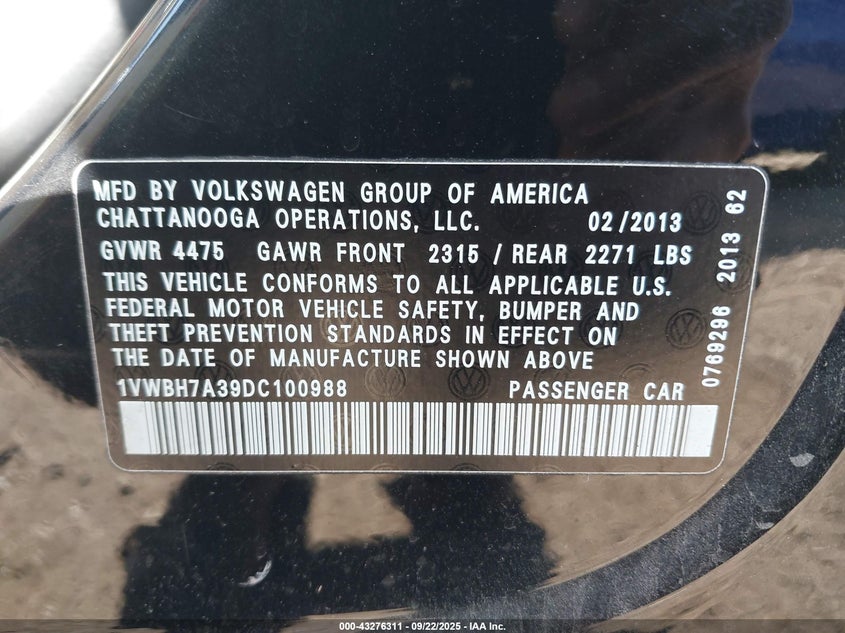 MFD BY VOLKSWAGEN GROUP OF AMERICA
CHATTANOOGA OPERATIONS, LLC. 02/2013
GVWR 4475 GAWR FRONT 2315 / REAR 2271 LBS
THIS VEHICLE CONFORMS TO ALL APPLICABLE U.S.
FEDERAL MOTOR VEHICLE SAFETY, BUMPER AND
THEFT PREVENTION STANDARDS IN EFFECT ON
THE DATE OF MANUFACTURE SHOWN ABOVE
1VWBH7A39DC100988 PASSENGER CAR
0769296 2013 62
000-43276311 - 09/22/2025 - IAA Inc.